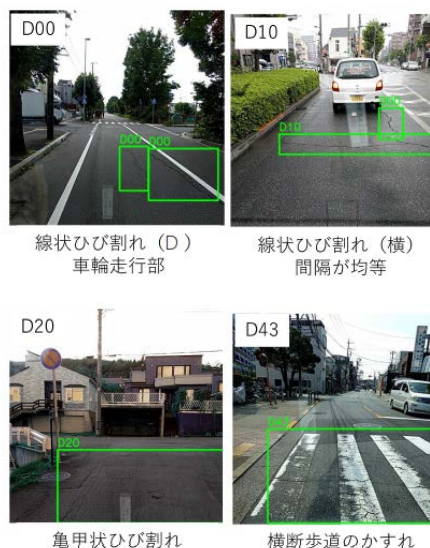 D00
D10
D00
D00
D10
線状ひび割れ（D ）
車輪走行部
線状ひび割れ（横）
間隔が均等
D20
D43
D20
亀甲状ひび割れ
横断歩道のかすれ